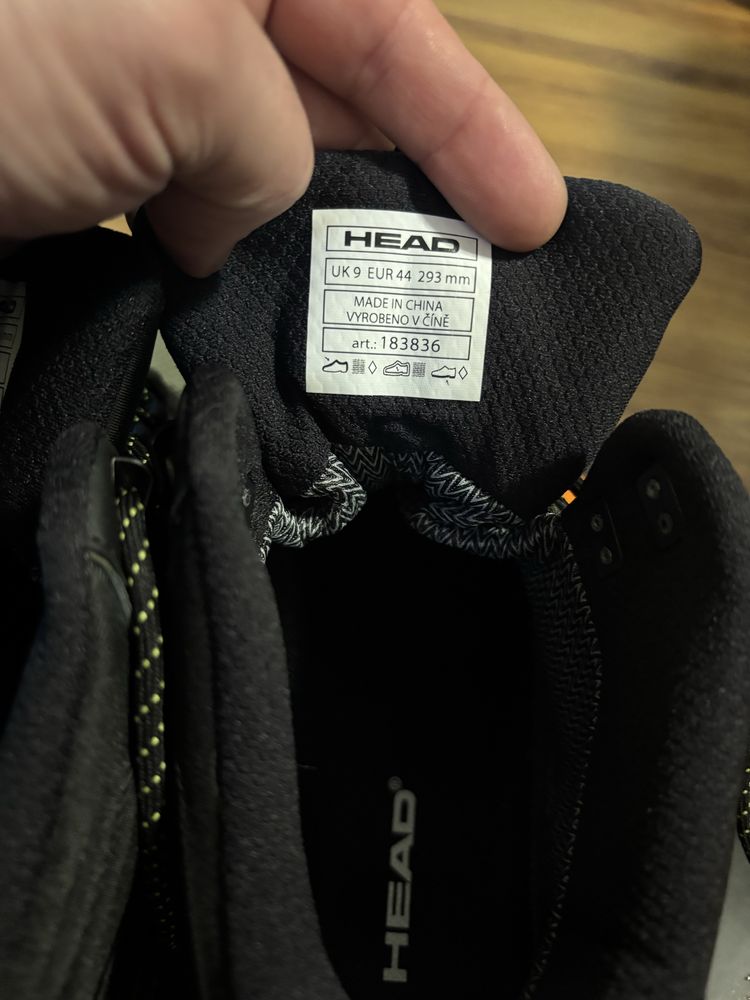 HEAD
UK 9 EUR 44 293 mm
MADE IN CHINA
VYROBENO V ČÍNĚ
art.: 183836
HEAD®